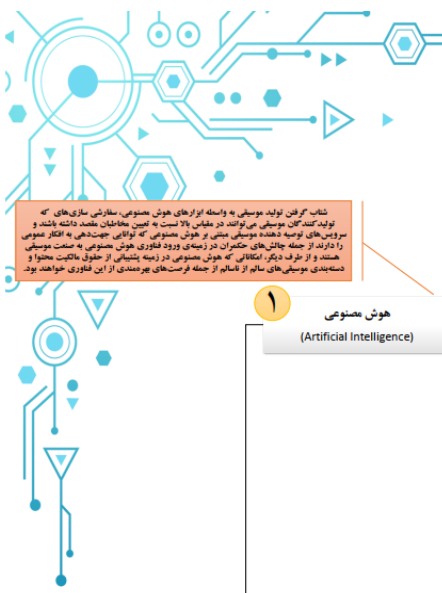 شتاب گرفتن تولید موسیقی به واسطه ابزارهای هوش مصنوعی، سفارشی سازی‌های که
تولیدکنندگان موسیقی می‌توانند در مقیاس بالا نسبت به تعیین مخاطبان مقصد داشته باشند و
سرویس‌های توصیه دهنده موسیقی مبتنی بر هوش مصنوعی که توانایی جهت‌دهی به افکار عمومی
را دارند از جمله چالش‌های حکمران در زمینه‌ی ورود فناوری هوش مصنوعی به صنعت موسیقی
هستند و از طرف دیگر، امکاناتی که هوش مصنوعی در زمینه پشتیبانی از حقوق مالکیت محتوا و
دسته‌بندی موسیقی‌های سالم از ناسالم از جمله فرصت‌های بهره‌مندی از این فناوری خواهند بود.
۱
هوش مصنوعی
(Artificial Intelligence)